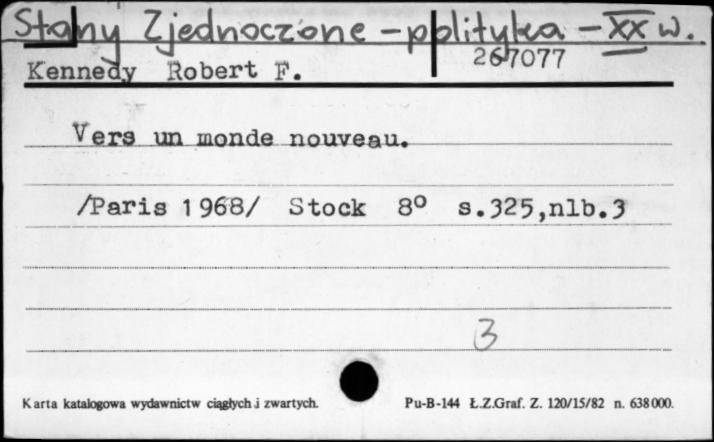 Stany Zjednoczone - polityka - XX w.
267077
Kennedy Robert F.
Vers un monde nouveau.
/Paris 1968/ Stock 8° s.325,nlb.3
3
Karta katalogowa wydawnictw ciągłych i zwartych. Pu-B-144 Ł.Z.Graf. Z. 120/15/82 n. 638000.